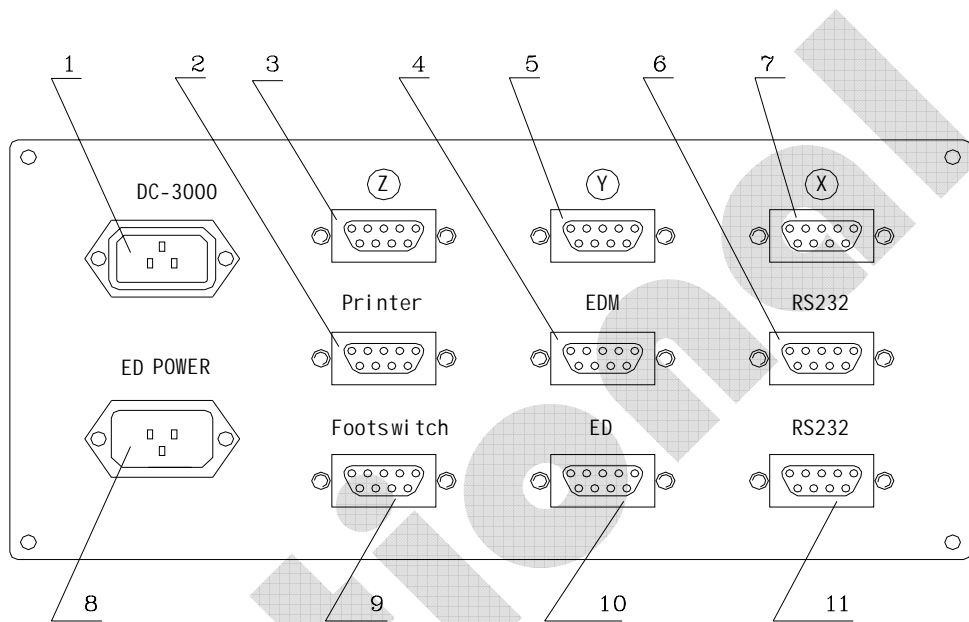 1 2 3 4 5 6 7
DC-3000 Z Y X
Printer EDM RS232
ED POWER
Footswitch ED RS232
8 9 10 11
tional